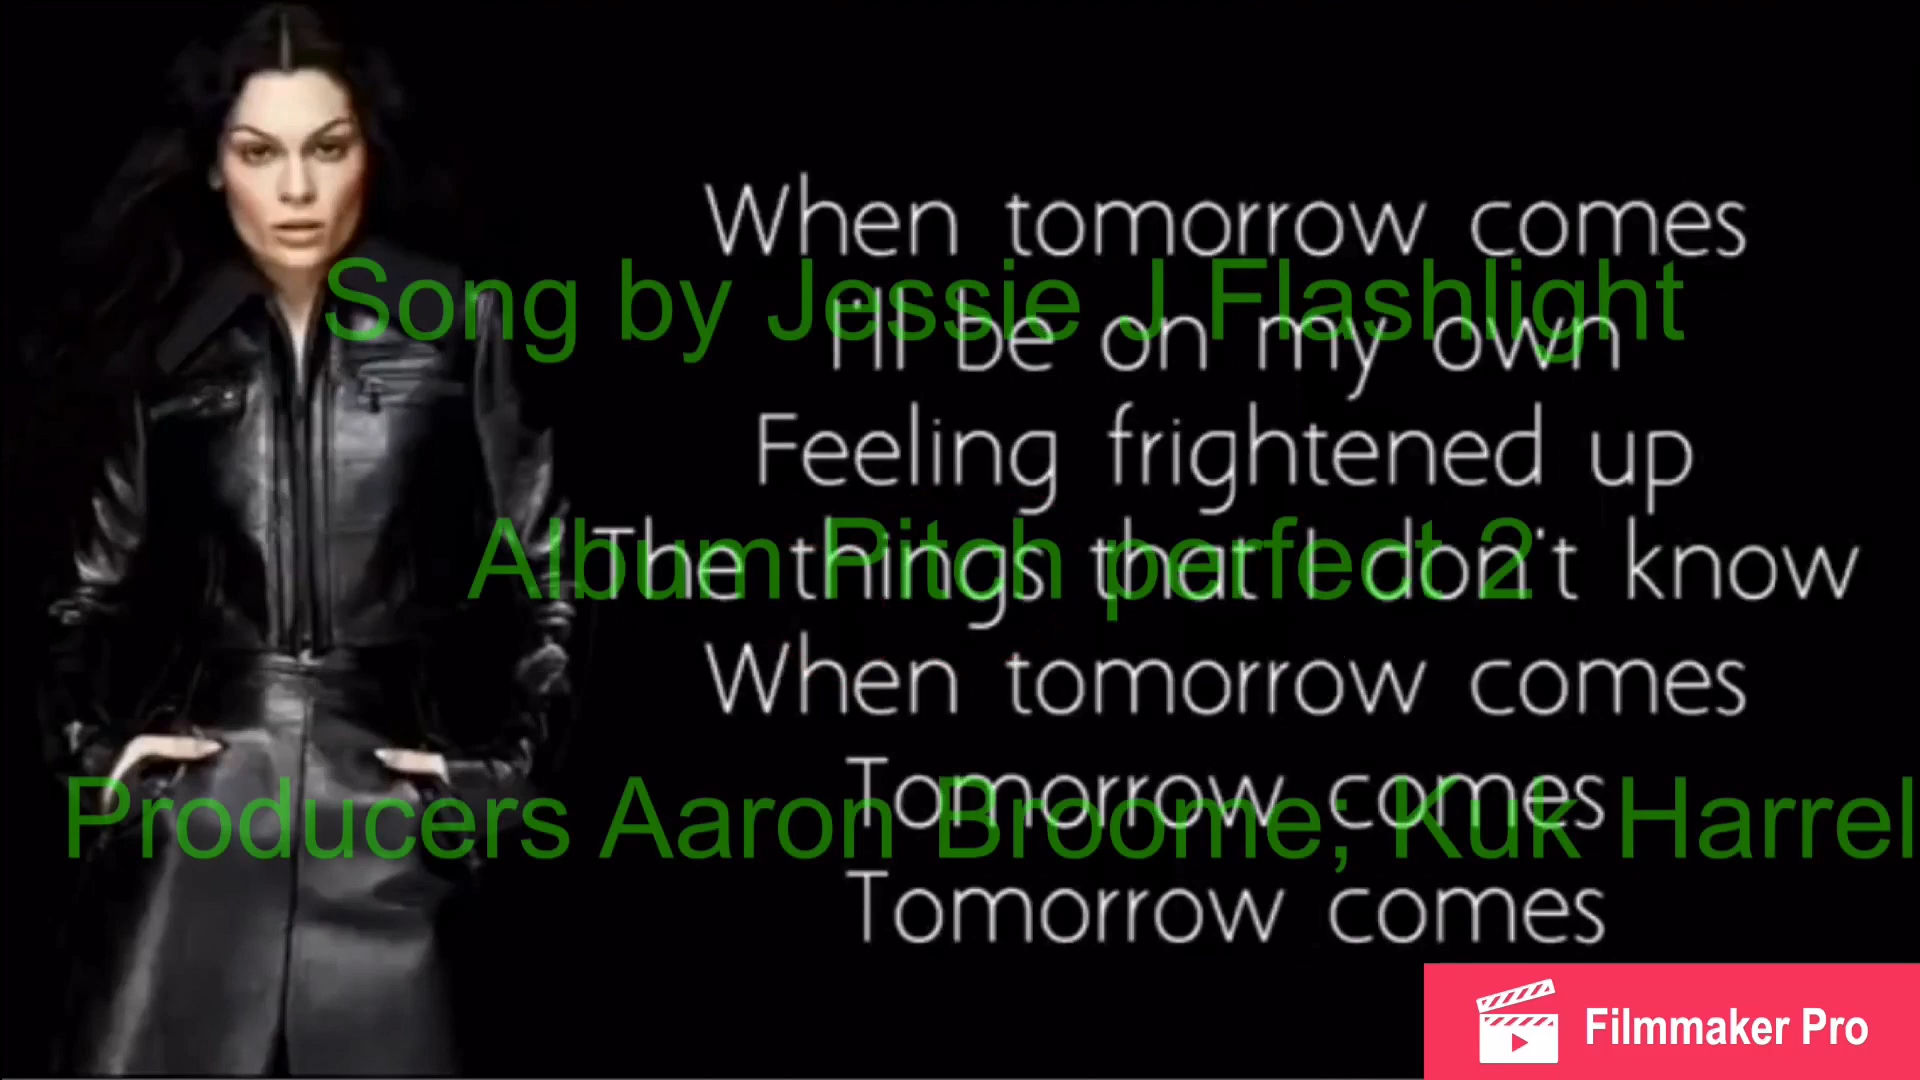 When tomorrow comes
Song by Jessie J Flashlight
I'll be on my own
Feeling frightened up
Album Pitch perfect 2
The things that I don't know
When tomorrow comes
Tomorrow comes
Producers Aaron Broome; Kuk Harrel
Tomorrow comes
Filmmaker Pro